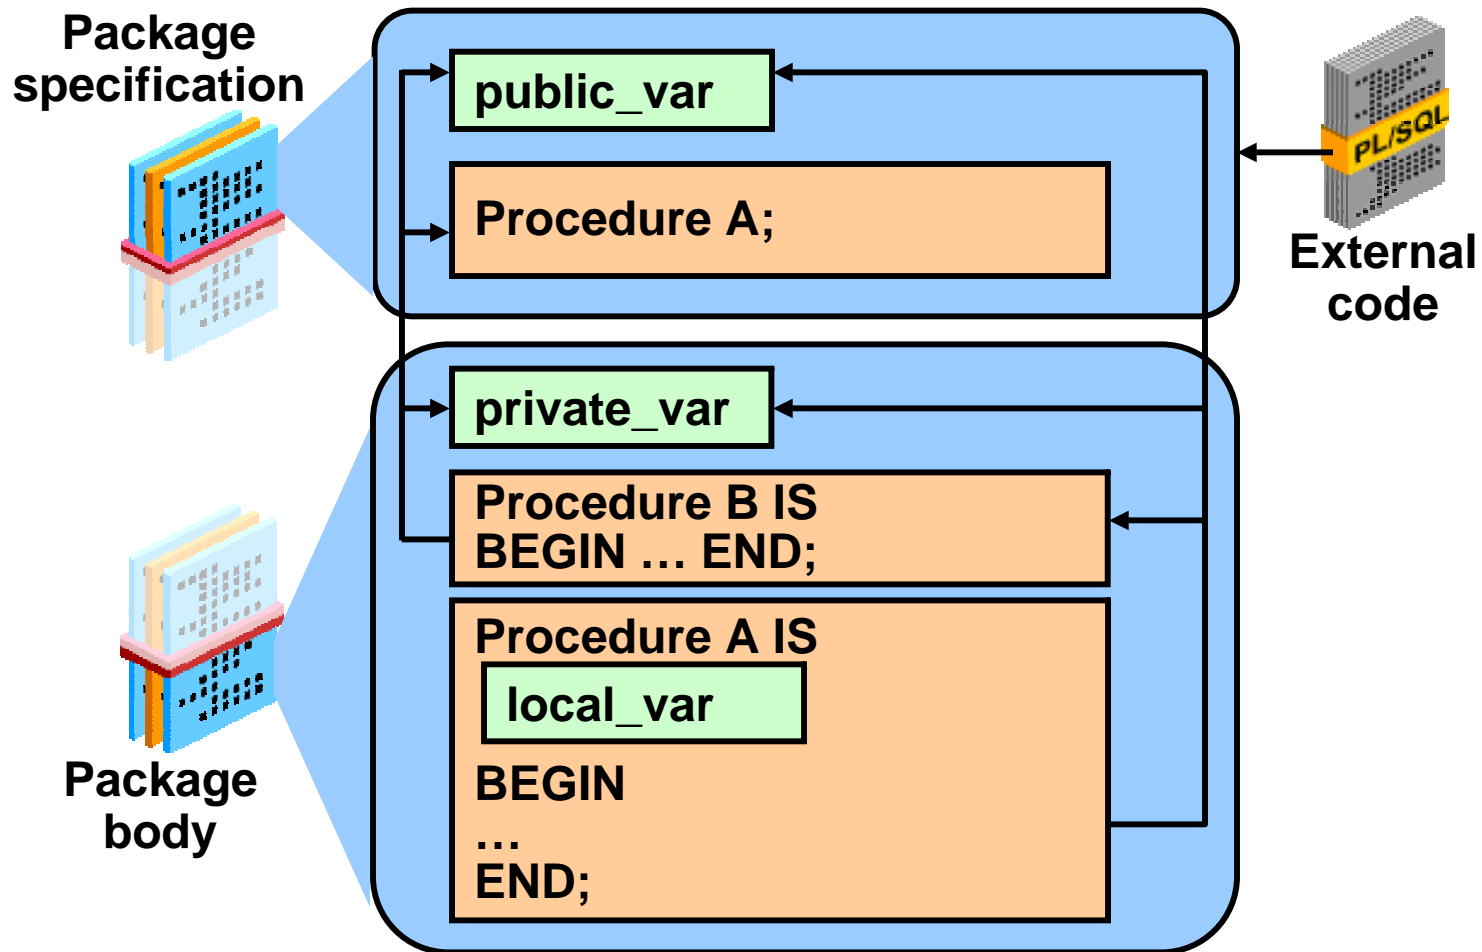 Package
specification
public_var
Procedure A;
PL/SQL
External
code
private_var
Procedure B IS
BEGIN … END;
Procedure A IS
local_var
BEGIN
…
END;
Package
body